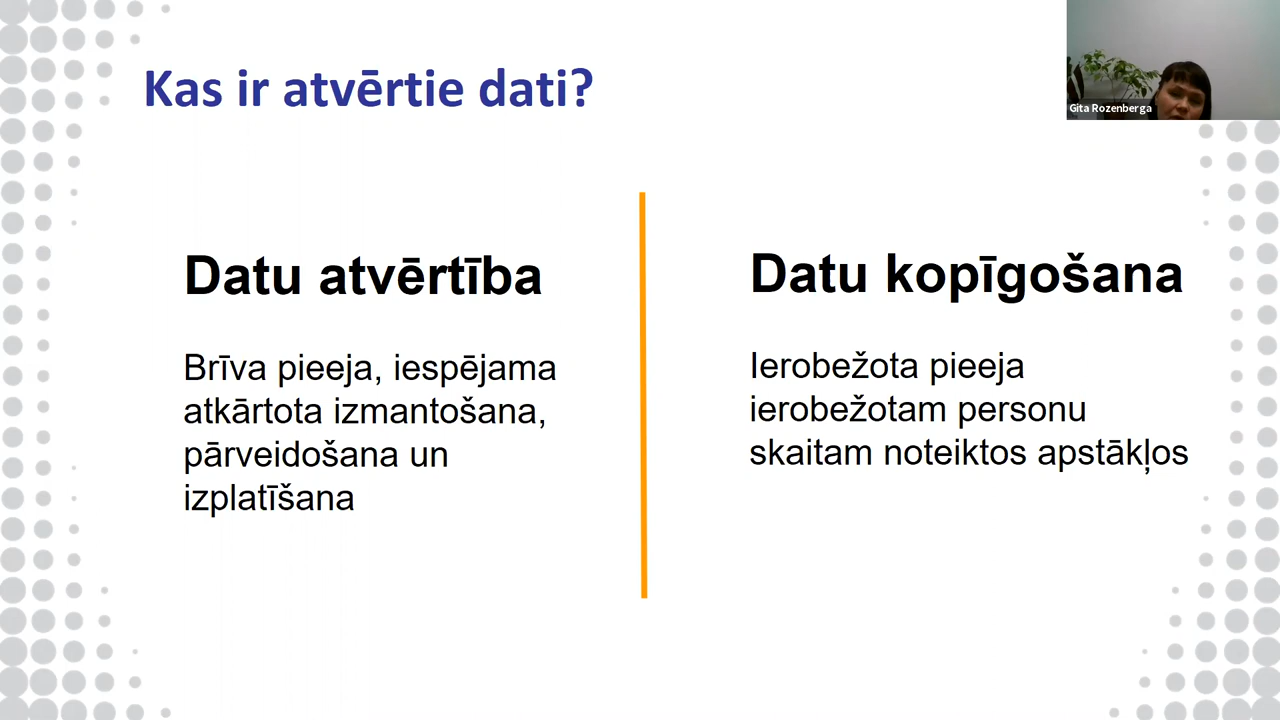 Kas ir atvērtie dati?
Gita Rozenberga
Datu atvērtība
Brīva pieeja, iespējama
atkārtota izmantošana,
pārveidošana un
izplatīšana
Datu kopīgošana
Ierobežota pieeja
ierobežotam personu
skaitam noteiktos apstākļos